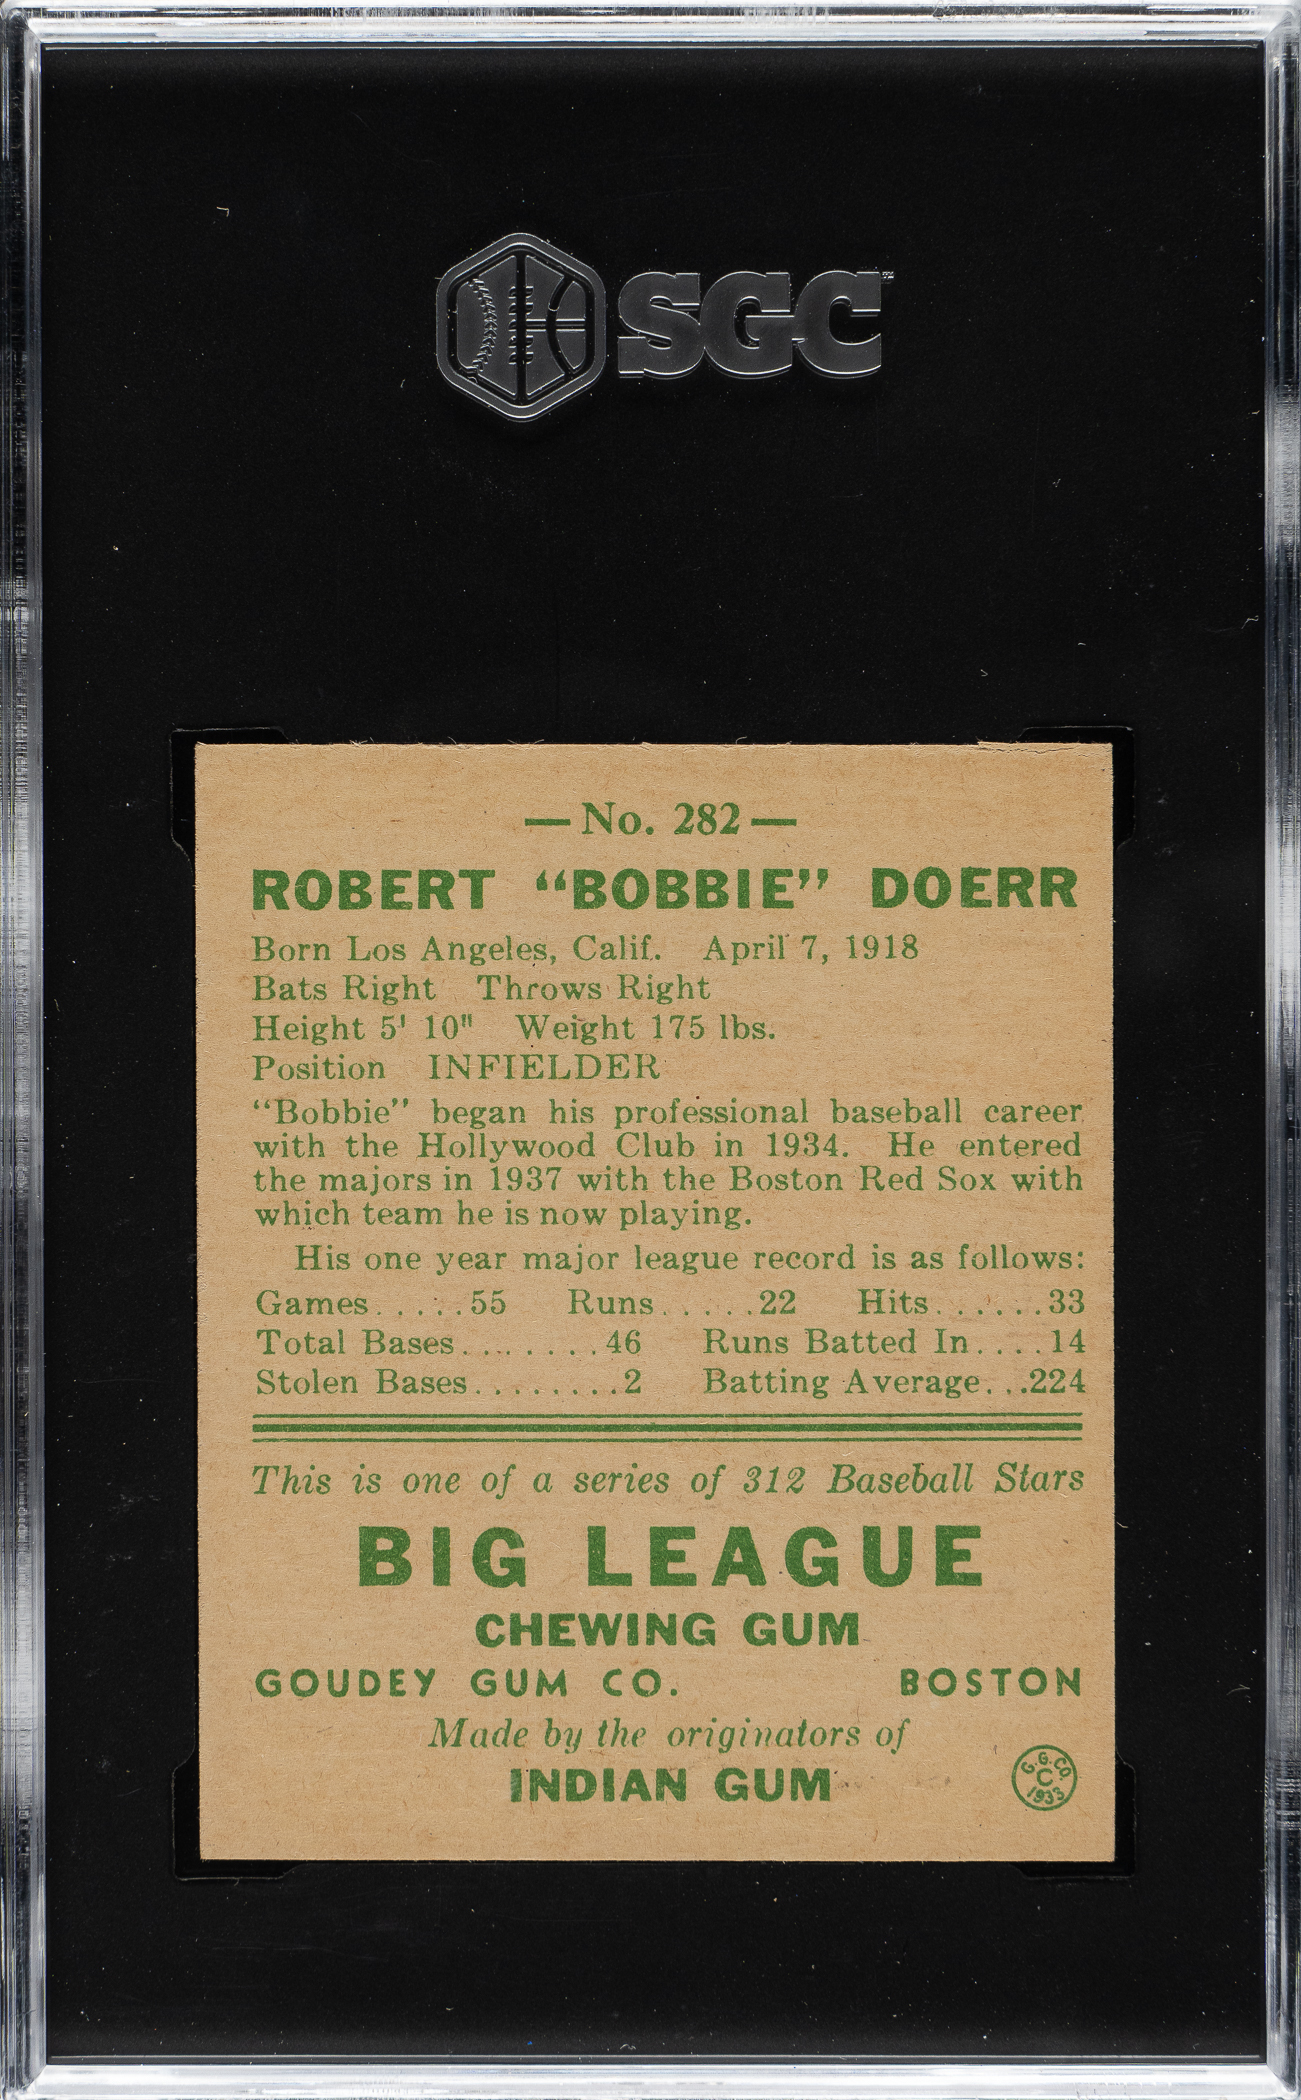 SGC™
— No. 282 —
ROBERT “BOBBIE” DOERR
Born Los Angeles, Calif. April 7, 1918
Bats Right Throws Right
Height 5' 10" Weight 175 lbs.
Position INFIELDER
“Bobbie” began his professional baseball career
with the Hollywood Club in 1934. He entered
the majors in 1937 with the Boston Red Sox with
which team he is now playing.
His one year major league record is as follows:
Games.....55 Runs......22 Hits.......33
Total Bases........46 Runs Batted In....14
Stolen Bases........2 Batting Average...224
This is one of a series of 312 Baseball Stars
BIG LEAGUE
CHEWING GUM
GOUDEY GUM CO. BOSTON
Made by the originators of
INDIAN GUM
G.G.CO.
C
1933